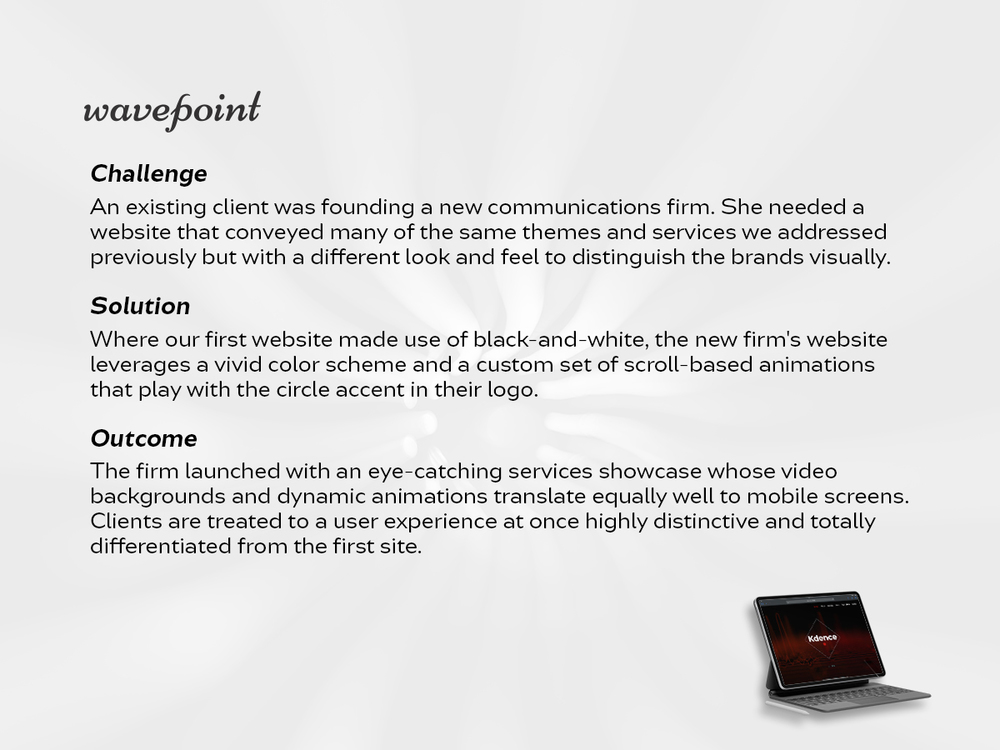 wavepoint
Challenge
An existing client was founding a new communications firm. She needed a
website that conveyed many of the same themes and services we addressed
previously but with a different look and feel to distinguish the brands visually.
Solution
Where our first website made use of black-and-white, the new firm's website
leverages a vivid color scheme and a custom set of scroll-based animations
that play with the circle accent in their logo.
Outcome
The firm launched with an eye-catching services showcase whose video
backgrounds and dynamic animations translate equally well to mobile screens.
Clients are treated to a user experience at once highly distinctive and totally
differentiated from the first site.
Kdence